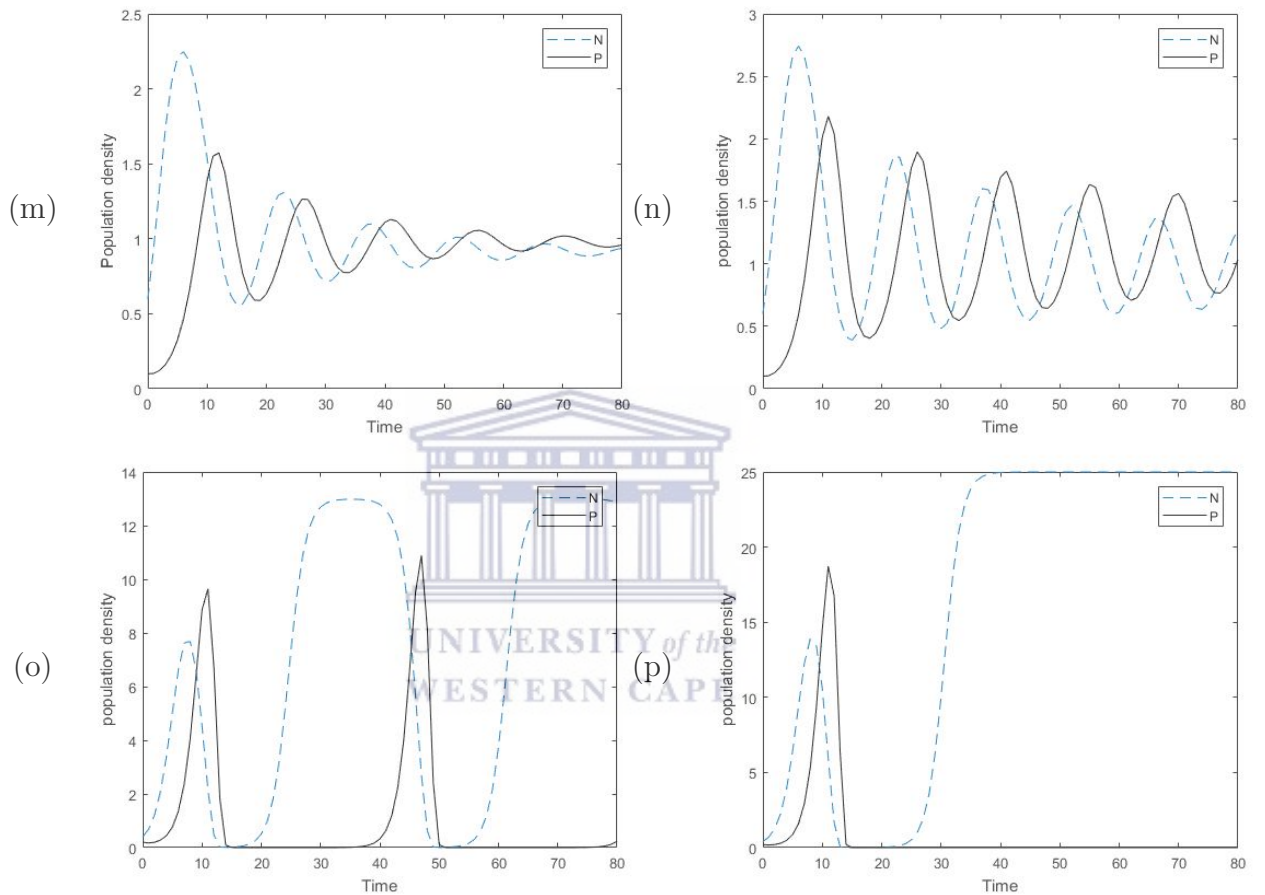 (m)
2.5
2
1.5
1
0.5
0
Population density
0 10 20 30 40 50 60 70 80
Time
N
P
(n)
3
2.5
2
1.5
1
0.5
0
population density
0 10 20 30 40 50 60 70 80
Time
N
P
(o)
14
12
10
8
6
4
2
0
population density
0 10 20 30 40 50 60 70 80
Time
N
P
UNIVERSITY of the
WESTERN CAPE
(p)
25
20
15
10
5
0
population density
0 10 20 30 40 50 60 70 80
Time
N
P